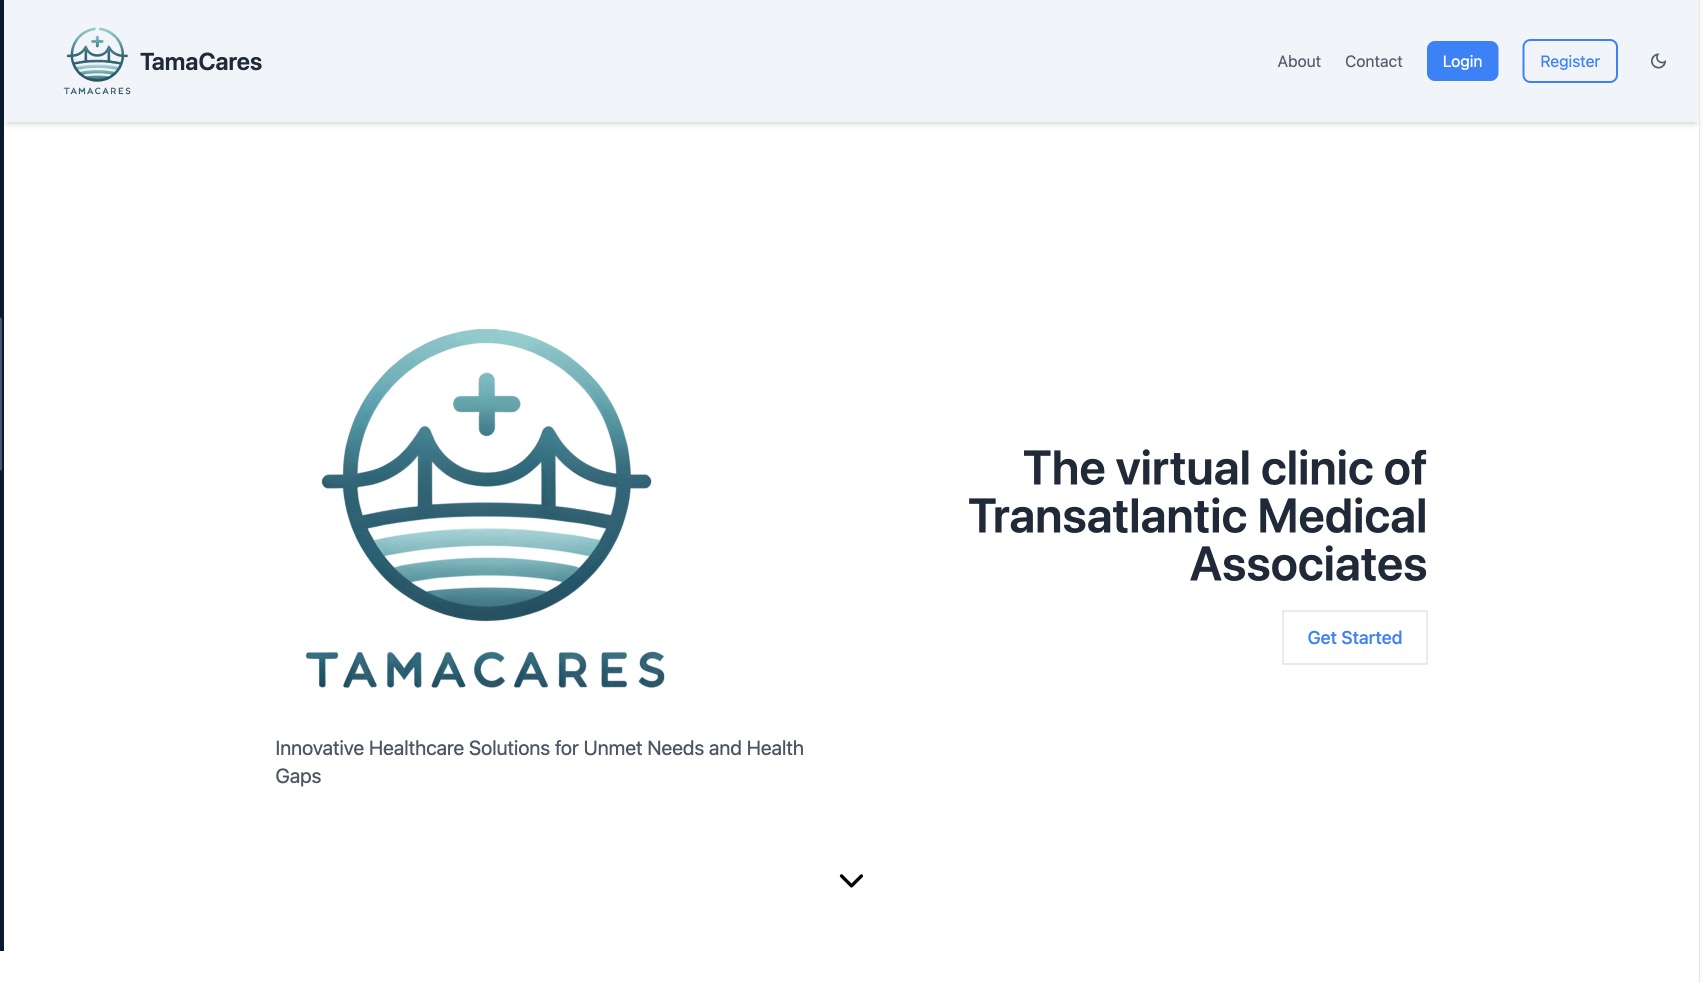 TAMACARES
TamaCares
About
Contact
Login
Register
TAMACARES
Innovative Healthcare Solutions for Unmet Needs and Health
Gaps
The virtual clinic of
Transatlantic Medical
Associates
Get Started